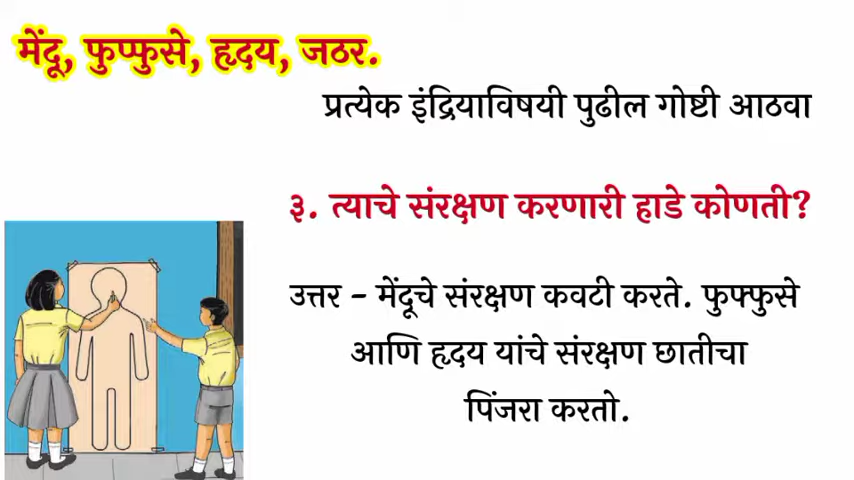 मेंदू, फुप्फुसे, हृदय, जठर.
प्रत्येक इंद्रियाविषयी पुढील गोष्टी आठवा
३. त्याचे संरक्षण करणारी हाडे कोणती?
उत्तर - मेंदूचे संरक्षण कवटी करते. फुफ्फुसे
आणि हृदय यांचे संरक्षण छातीचा
पिंजरा करतो.